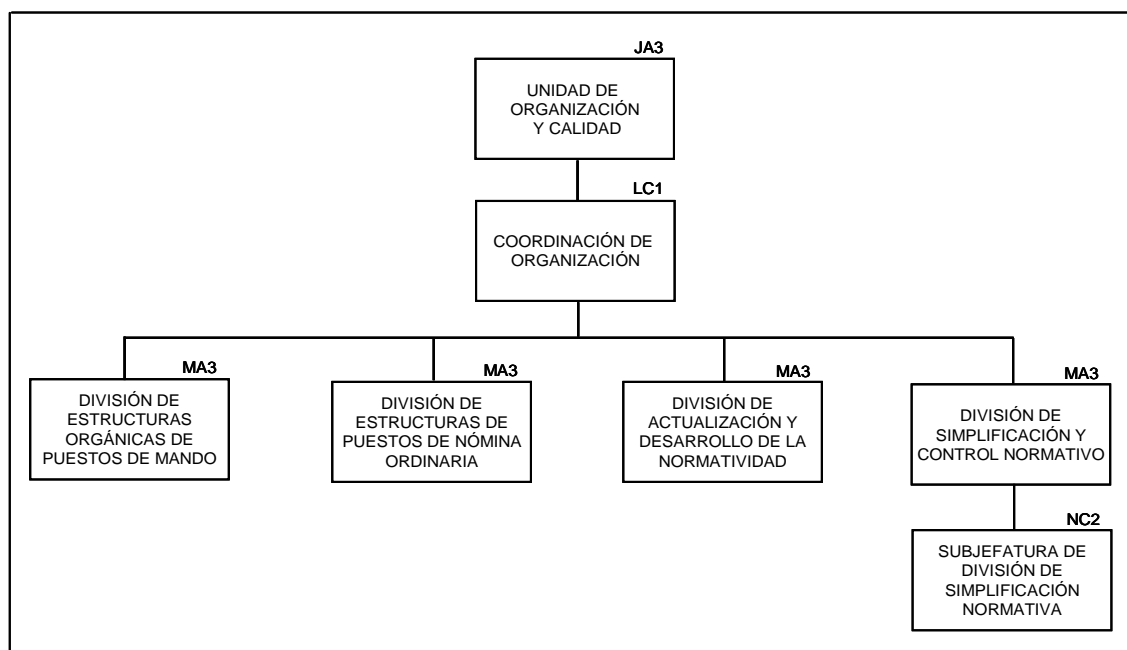 JA3
UNIDAD DE
ORGANIZACIÓN
Y CALIDAD
LC1
COORDINACIÓN DE
ORGANIZACIÓN
MA3
DIVISIÓN DE
ESTRUCTURAS
ORGÁNICAS DE
PUESTOS DE MANDO
MA3
DIVISIÓN DE
ESTRUCTURAS DE
PUESTOS DE NÓMINA
ORDINARIA
MA3
DIVISIÓN DE
ACTUALIZACIÓN Y
DESARROLLO DE LA
NORMATIVIDAD
MA3
DIVISIÓN DE
SIMPLIFICACIÓN Y
CONTROL NORMATIVO
NC2
SUBJEFATURA DE
DIVISIÓN DE
SIMPLIFICACIÓN
NORMATIVA